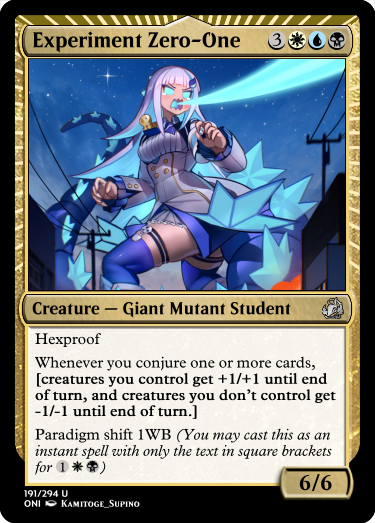 Experiment Zero-One 3
Creature — Giant Mutant Student
Hexproof
Whenever you conjure one or more cards,
[creatures you control get +1/+1 until end
of turn, and creatures you don't control get
-1/-1 until end of turn.]
Paradigm shift 1WB (You may cast this as an
instant spell with only the text in square brackets
for 1)
6/6
191/294 U
ONI Kamitoge_Supino